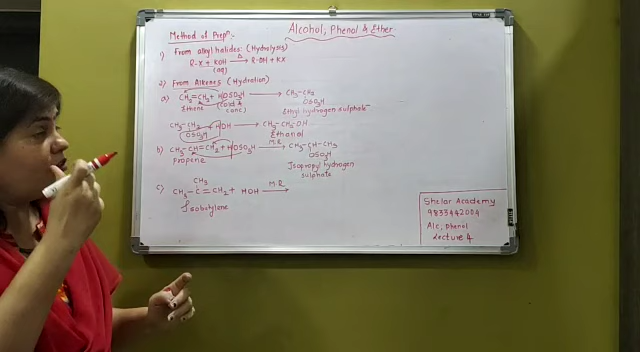 Alcohol, Phenol & Ether
Method of Prepn
1) From alkyl halides: (Hydrolysis)
R-X + KOH →Δ R-OH + KX
(aq)
2) From Alkenes (Hydration)
a) CH2=CH2 + HOSO3H → CH3-CH2
Ethene (cold & conc) OSO3H
Ethyl hydrogen sulphate
CH3-CH2 + HOH → CH3-CH2-OH
OSO3H Ethanol
b) CH3-CH=CH2 + HOSO3H →M.R CH3-CH-CH3
Propene OSO3H
Isopropyl hydrogen
sulphate
c) CH3
CH3-C=CH2 + HOH →M.R
Isobutylene
Shelar Academy
9833442004
Alc, Phenol
Lecture 4